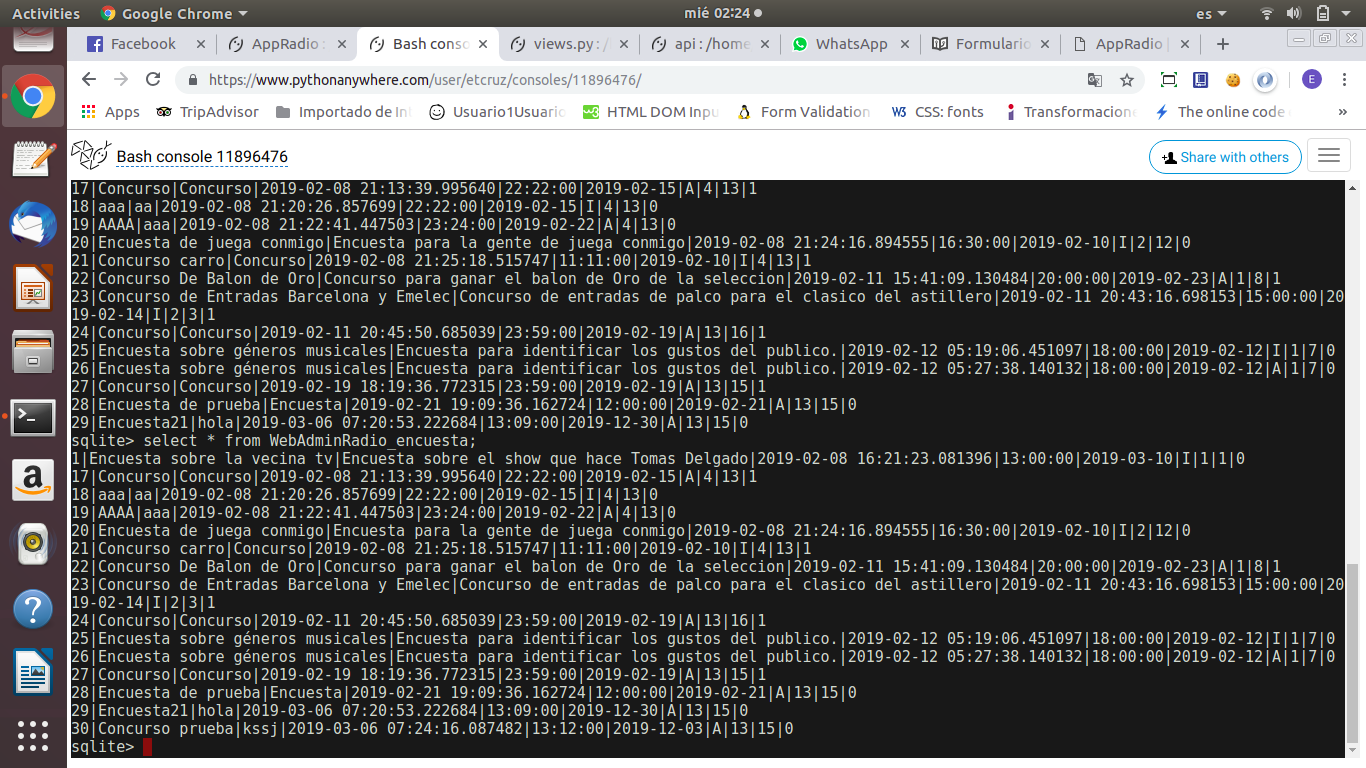 Activities Google Chrome mié 02:24 es
Facebook AppRadio : Bash conso views.py : / api : /home WhatsApp Formulario AppRadio |
https://www.pythonanywhere.com/user/etcruz/consoles/11896476/ E
Apps TripAdvisor Importado de In Usuario1Usuario HTML DOM Inpu Form Validation CSS: fonts Transformacione The online code »
Bash console 11896476 Share with others
17|Concurso|Concurso|2019-02-08 21:13:39.995640|22:22:00|2019-02-15|A|4|13|1
18|aaa|aa|2019-02-08 21:20:26.857699|22:22:00|2019-02-15|I|4|13|0
19|AAAA|aaa|2019-02-08 21:22:41.447503|23:24:00|2019-02-22|A|4|13|0
20|Encuesta de juega conmigo|Encuesta para la gente de juega conmigo|2019-02-08 21:24:16.894555|16:30:00|2019-02-10|I|2|12|0
21|Concurso carro|Concurso|2019-02-08 21:25:18.515747|11:11:00|2019-02-10|I|4|13|1
22|Concurso De Balon de Oro|Concurso para ganar el balon de Oro de la seleccion|2019-02-11 15:41:09.130484|20:00:00|2019-02-23|A|1|8|1
23|Concurso de Entradas Barcelona y Emelec|Concurso de entradas de palco para el clasico del astillero|2019-02-11 20:43:16.698153|15:00:00|20
19-02-14|I|2|3|1
24|Concurso|Concurso|2019-02-11 20:45:50.685039|23:59:00|2019-02-19|A|13|16|1
25|Encuesta sobre géneros musicales|Encuesta para identificar los gustos del publico.|2019-02-12 05:19:06.451097|18:00:00|2019-02-12|I|1|7|0
26|Encuesta sobre géneros musicales|Encuesta para identificar los gustos del publico.|2019-02-12 05:27:38.140132|18:00:00|2019-02-12|A|1|7|0
27|Concurso|Concurso|2019-02-19 18:19:36.772315|23:59:00|2019-02-19|A|13|15|1
28|Encuesta de prueba|Encuesta|2019-02-21 19:09:36.162724|12:00:00|2019-02-21|A|13|15|0
29|Encuesta21|hola|2019-03-06 07:20:53.222684|13:09:00|2019-12-30|A|13|15|0
sqlite> select * from WebAdminRadio_encuesta;
1|Encuesta sobre la vecina tv|Encuesta sobre el show que hace Tomas Delgado|2019-02-08 16:21:23.081396|13:00:00|2019-03-10|I|1|1|0
17|Concurso|Concurso|2019-02-08 21:13:39.995640|22:22:00|2019-02-15|A|4|13|1
18|aaa|aa|2019-02-08 21:20:26.857699|22:22:00|2019-02-15|I|4|13|0
19|AAAA|aaa|2019-02-08 21:22:41.447503|23:24:00|2019-02-22|A|4|13|0
20|Encuesta de juega conmigo|Encuesta para la gente de juega conmigo|2019-02-08 21:24:16.894555|16:30:00|2019-02-10|I|2|12|0
21|Concurso carro|Concurso|2019-02-08 21:25:18.515747|11:11:00|2019-02-10|I|4|13|1
22|Concurso De Balon de Oro|Concurso para ganar el balon de Oro de la seleccion|2019-02-11 15:41:09.130484|20:00:00|2019-02-23|A|1|8|1
23|Concurso de Entradas Barcelona y Emelec|Concurso de entradas de palco para el clasico del astillero|2019-02-11 20:43:16.698153|15:00:00|20
19-02-14|I|2|3|1
24|Concurso|Concurso|2019-02-11 20:45:50.685039|23:59:00|2019-02-19|A|13|16|1
25|Encuesta sobre géneros musicales|Encuesta para identificar los gustos del publico.|2019-02-12 05:19:06.451097|18:00:00|2019-02-12|I|1|7|0
26|Encuesta sobre géneros musicales|Encuesta para identificar los gustos del publico.|2019-02-12 05:27:38.140132|18:00:00|2019-02-12|A|1|7|0
27|Concurso|Concurso|2019-02-19 18:19:36.772315|23:59:00|2019-02-19|A|13|15|1
28|Encuesta de prueba|Encuesta|2019-02-21 19:09:36.162724|12:00:00|2019-02-21|A|13|15|0
29|Encuesta21|hola|2019-03-06 07:20:53.222684|13:09:00|2019-12-30|A|13|15|0
30|Concurso prueba|kssj|2019-03-06 07:24:16.087482|13:12:00|2019-12-03|A|13|15|0
sqlite>